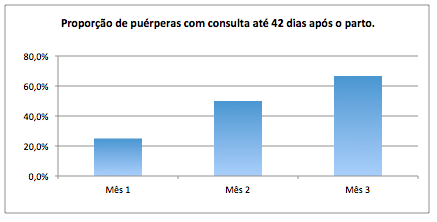 Proporção de puérperas com consulta até 42 dias após o parto.
80,0%
60,0%
40,0%
20,0%
0,0%
Mês 1 Mês 2 Mês 3